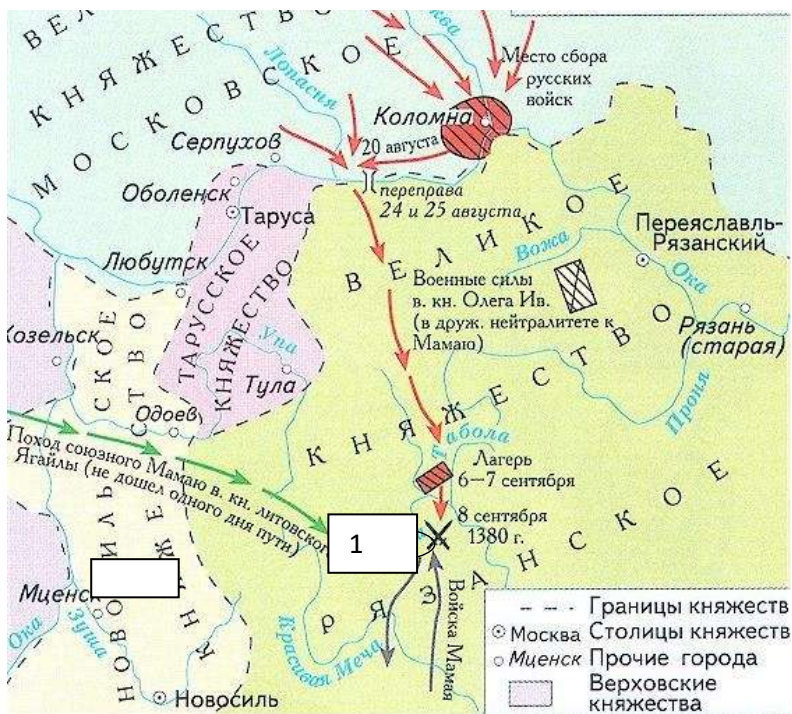 ВЕЛИКОЕ
КНЯЖЕСТВО
МОСКОВСКОЕ
Лопасня
Место сбора
русских
войск
Коломна
20 августа
Серпухов
Оболенск
Таруса
переправа
24 и 25 августа
Любутск
ТАРУССКОЕ
КНЯЖЕСТВО
ВЕЛИКОЕ
Вожа
Переяславль-
Рязанский
Ока
Военные силы
в. кн. Олега Ив.
(в друж. нейтралитете к
Мамаю)
Рязань
(старая)
Козельск
Упа
Тула
Проня
Одоев
КНЯЖЕСТВО
Табола
Поход союзного Мамаю в. кн. литовского
Ягайлы (не дошел одного дня пути)
Лагерь
6–7 сентября
8 сентября
1380 г.
1
РЯЗАНСКОЕ
Войска Мамая
Красивая Меча
Мценск
Зуша
Ока
Новосиль
Границы княжеств
Москва Столицы княжеств
Мценск Прочие города
Верховские
княжества